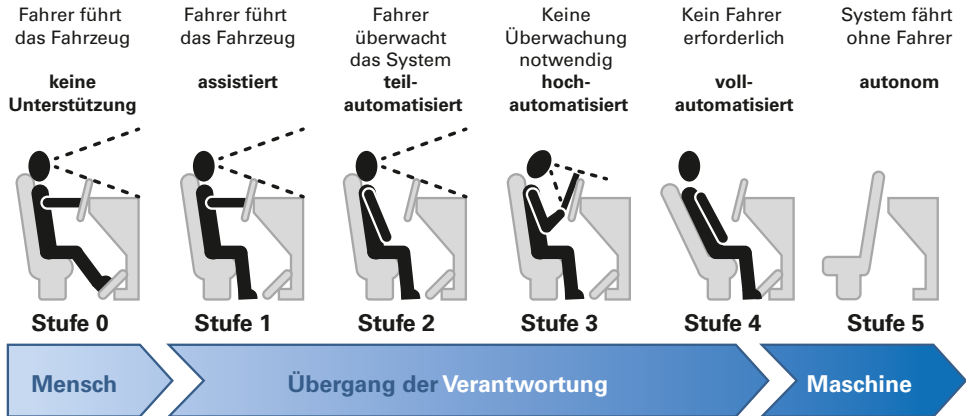 Fahrer führt
das Fahrzeug
keine
Unterstützung
Fahrer führt
das Fahrzeug
assistiert
Fahrer
überwacht
das System
teil-
automatisiert
Keine
Überwachung
notwendig
hoch-
automatisiert
Kein Fahrer
erforderlich
voll-
automatisiert
System fährt
ohne Fahrer
autonom
Stufe 0
Stufe 1
Stufe 2
Stufe 3
Stufe 4
Stufe 5
Mensch
Übergang der Verantwortung
Maschine